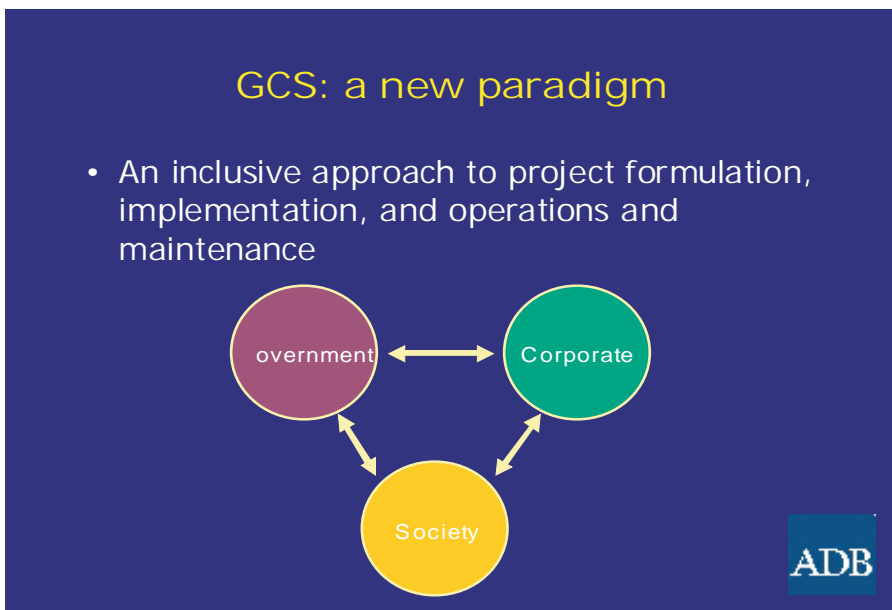 GCS: a new paradigm
• An inclusive approach to project formulation,
implementation, and operations and
maintenance
overnment
Corporate
Society
ADB